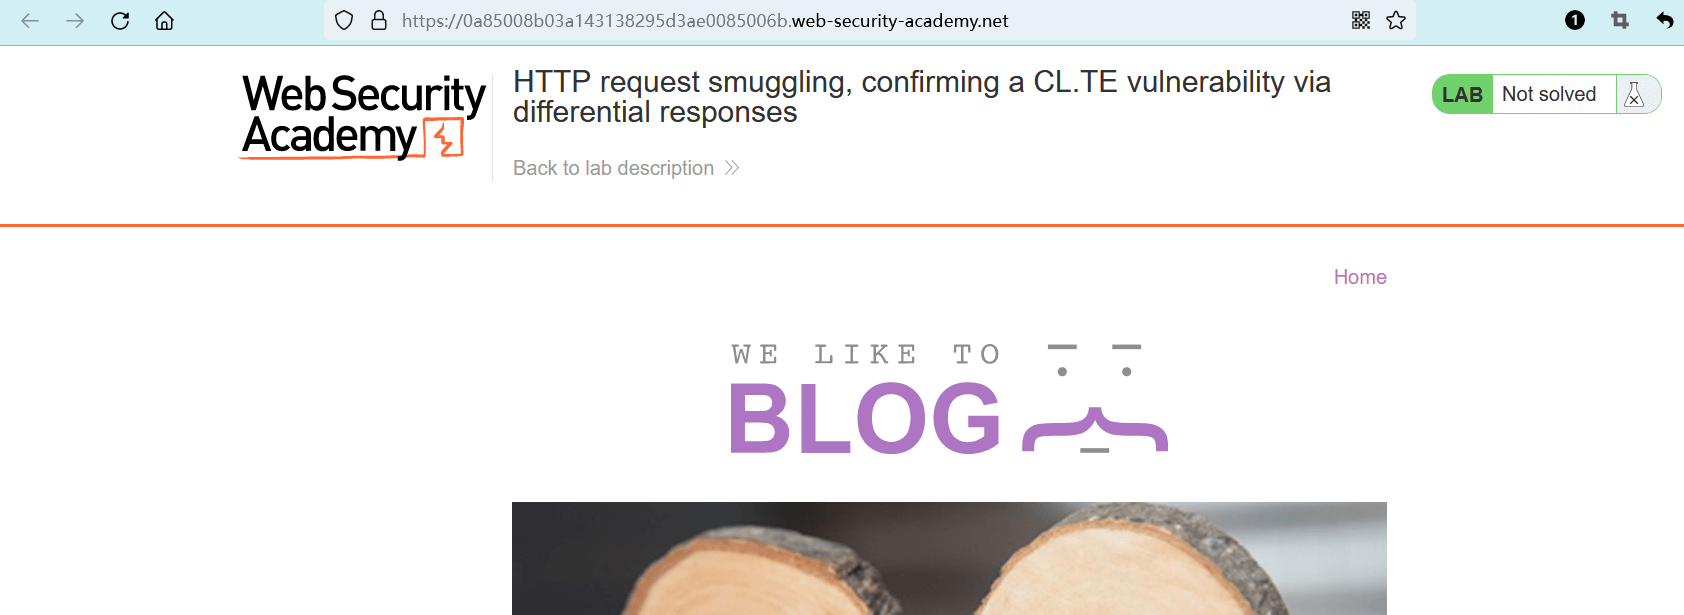 https://0a85008b03a143138295d3ae0085006b.web-security-academy.net
1
Web Security
Academy
HTTP request smuggling, confirming a CL.TE vulnerability via
differential responses
Back to lab description
LAB Not solved
Home
WE LIKE TO
BLOG